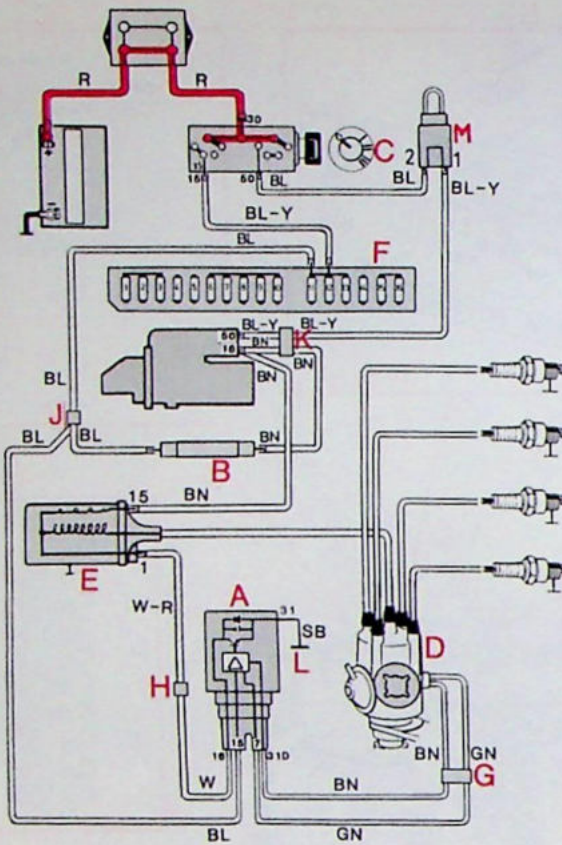 R R
30
M
C
2 1
15 50 BL BL BL-Y
BL-Y
BL
F
BL-Y BL-Y
50 K
BN
16 BN
BN
BL
J
BL BL BN
B
BN
15
E 1
A
W-R 31
SB
D
L
H
BN GN
16 15 7 31D
G
W BN
BL GN